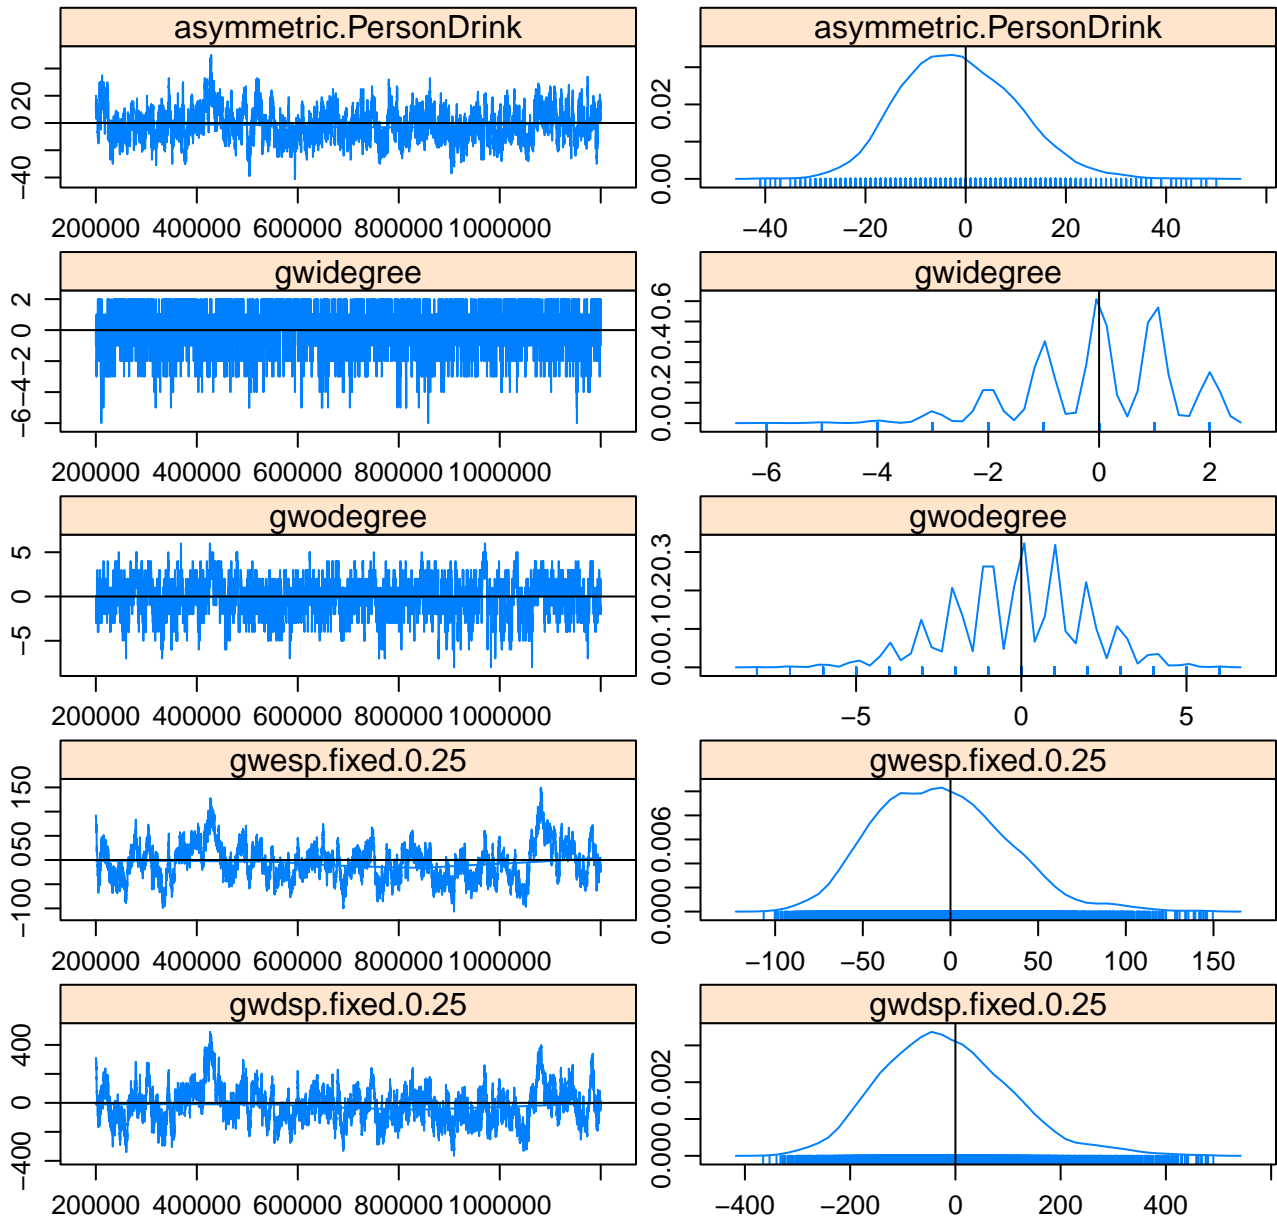 asymmetric.PersonDrink
−40 0 20
200000 400000 600000 800000 1000000
asymmetric.PersonDrink
0.00 0.02
−40 −20 0 20 40
gwidegree
−6 −4 −2 0 2
200000 400000 600000 800000 1000000
gwidegree
0.0 0.2 0.4 0.6
−6 −4 −2 0 2
gwodegree
−5 0 5
200000 400000 600000 800000 1000000
gwodegree
0.0 0.1 0.2 0.3
−5 0 5
gwesp.fixed.0.25
−100 0 50 150
200000 400000 600000 800000 1000000
gwesp.fixed.0.25
0.000 0.006
−100 −50 0 50 100 150
gwdsp.fixed.0.25
−400 0 400
200000 400000 600000 800000 1000000
gwdsp.fixed.0.25
0.000 0.002
−400 −200 0 200 400